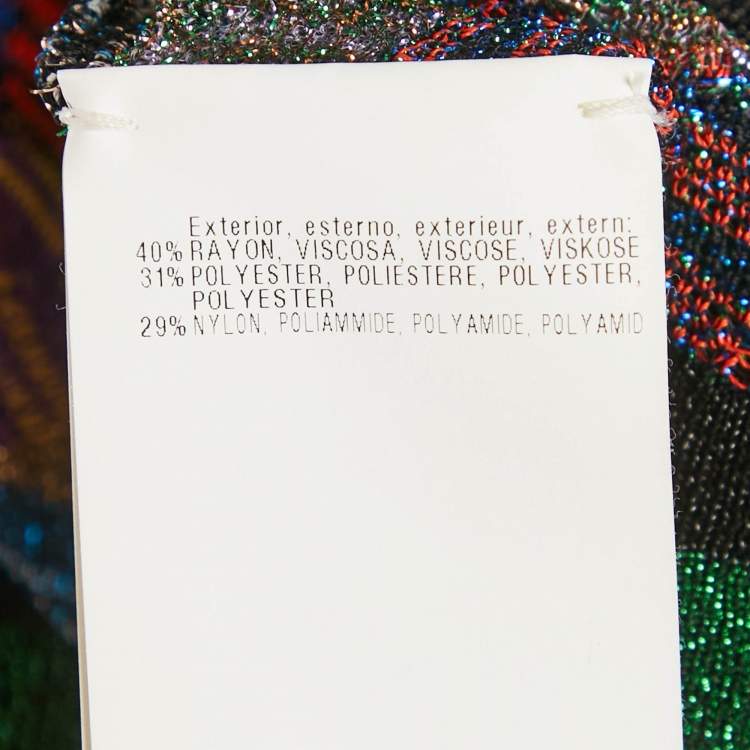 Exterior, esterno, exterieur, extern:
40% RAYON, VISCOSA, VISCOSE, VISKOSE
31% POLYESTER, POLIESTERE, POLYESTER,
POLYESTER
29% NYLON, POLIAMMIDE, POLYAMIDE, POLYAMID